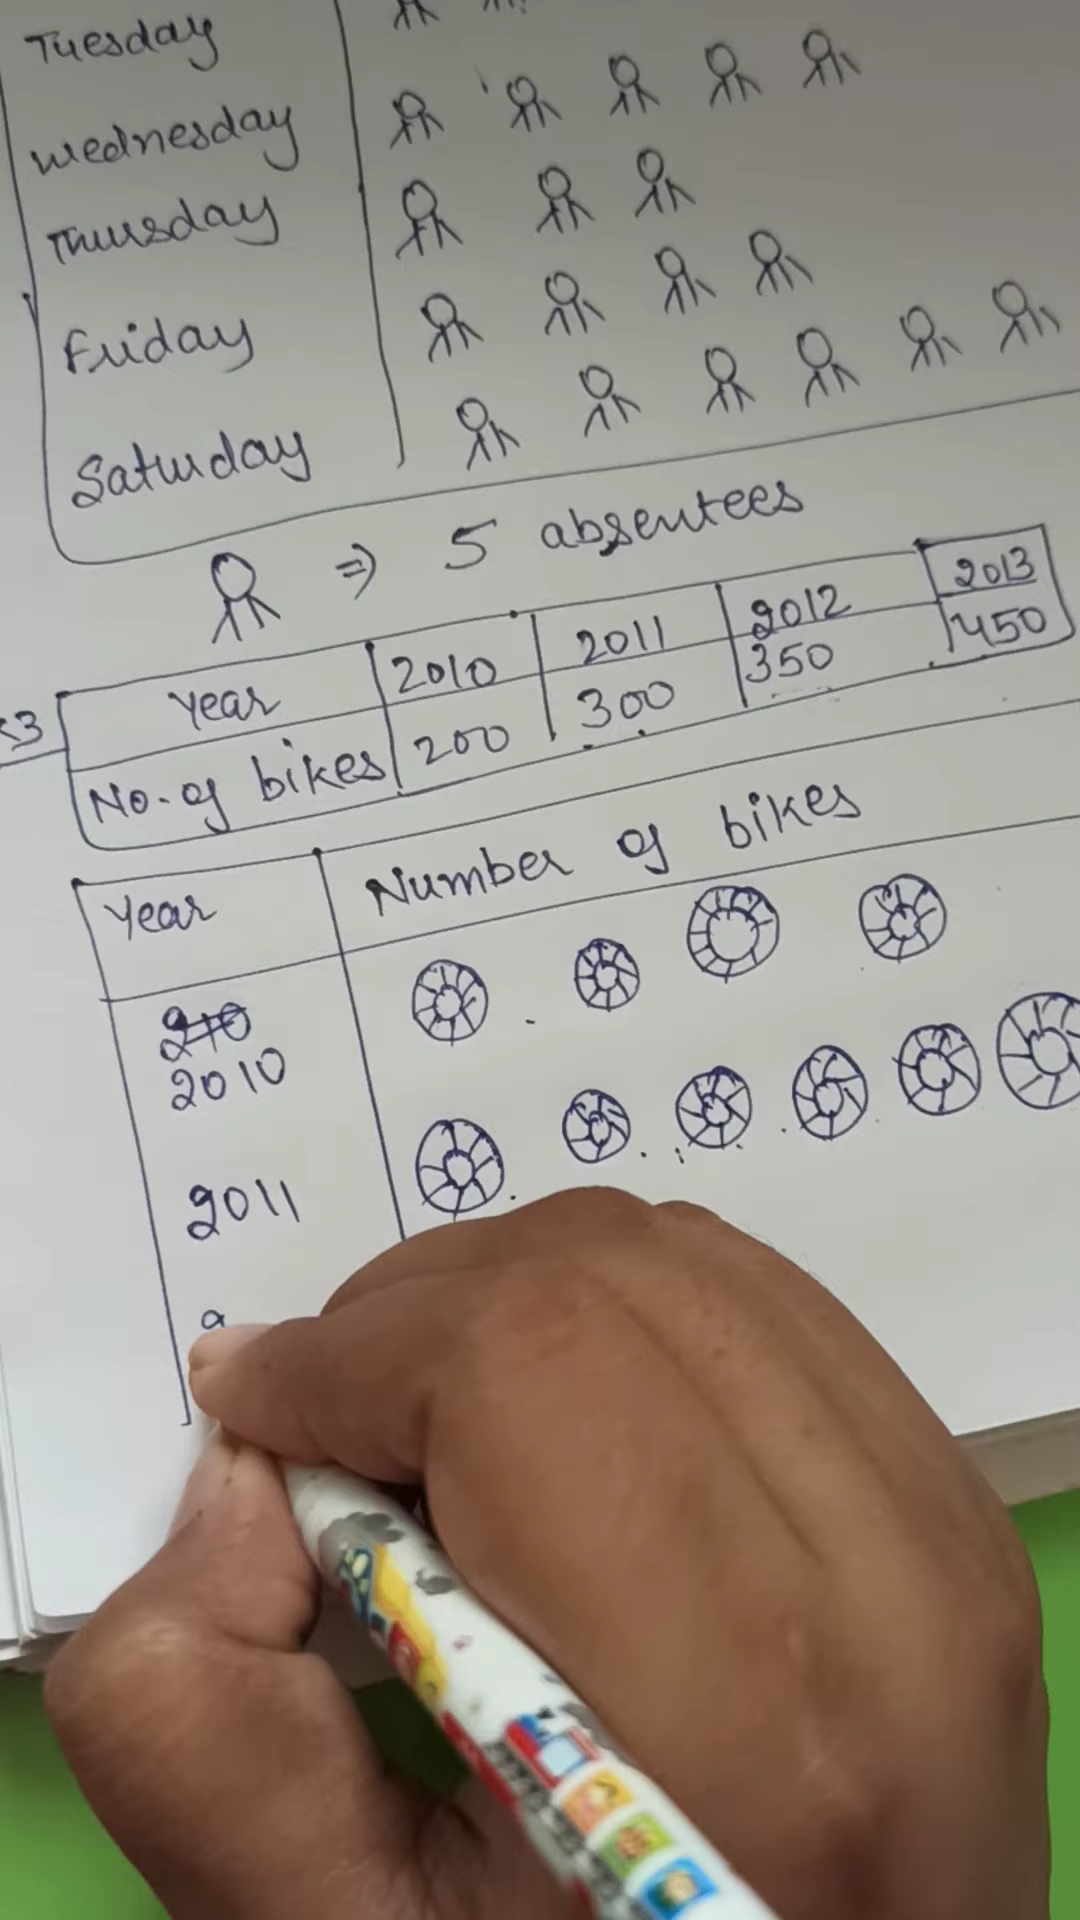 Tuesday
Wednesday
Thursday
Friday
Saturday
=> 5 absentees
Year 2010 2011 2012 2013
No. of bikes 200 300 350 450
Year Number of bikes
2010
2011